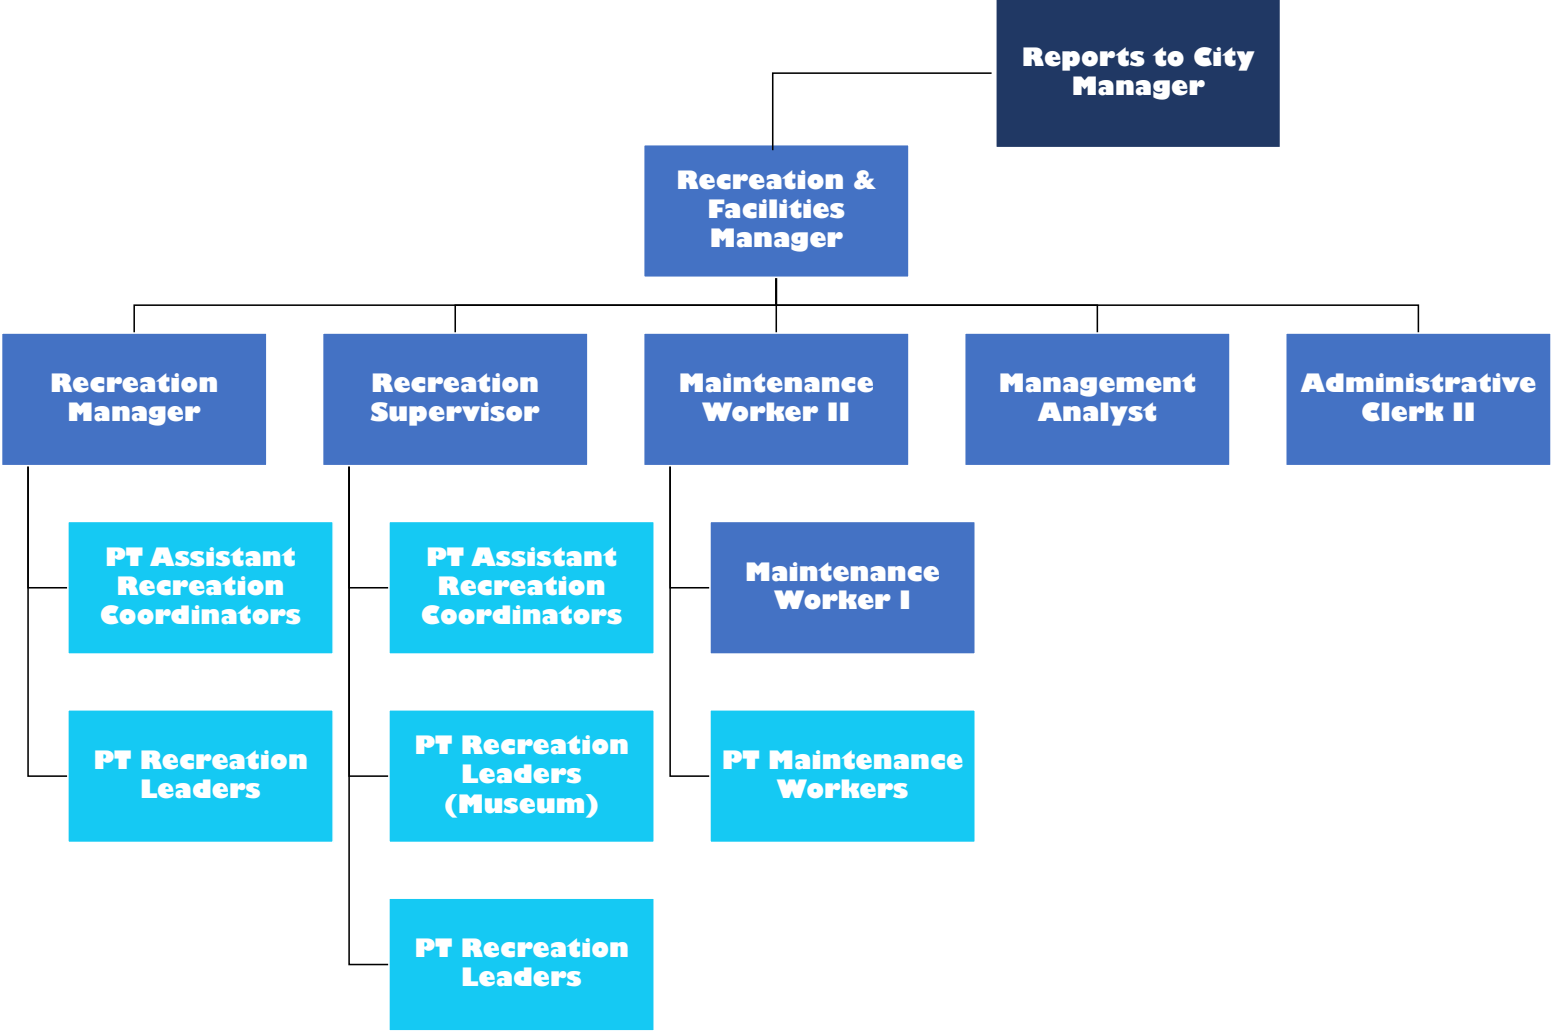 Reports to City
Manager
Recreation &
Facilities
Manager
Recreation
Manager
Recreation
Supervisor
Maintenance
Worker II
Management
Analyst
Administrative
Clerk II
PT Assistant
Recreation
Coordinators
PT Assistant
Recreation
Coordinators
Maintenance
Worker I
PT Recreation
Leaders
PT Recreation
Leaders
(Museum)
PT Maintenance
Workers
PT Recreation
Leaders